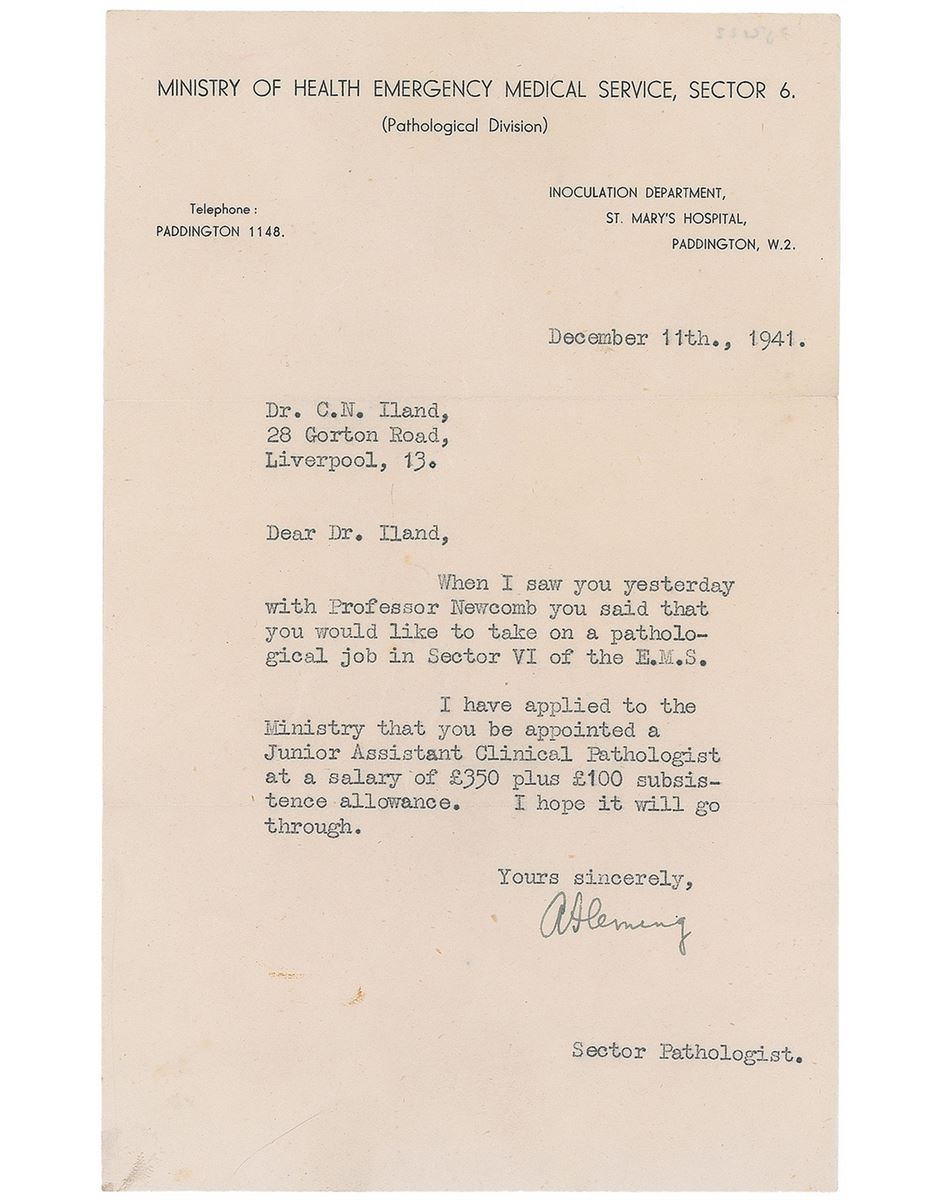 MINISTRY OF HEALTH EMERGENCY MEDICAL SERVICE, SECTOR 6.
(Pathological Division)
INOCULATION DEPARTMENT,
ST. MARY'S HOSPITAL,
PADDINGTON, W.2.
Telephone :
PADDINGTON 1148.
December 11th., 1941.
Dr. C.N. Iland,
28 Gorton Road,
Liverpool, 13.
Dear Dr. Iland,
When I saw you yesterday
with Professor Newcomb you said that
you would like to take on a patholo-
gical job in Sector VI of the E.M.S.
I have applied to the
Ministry that you be appointed a
Junior Assistant Clinical Pathologist
at a salary of £350 plus £100 subsis-
tence allowance. I hope it will go
through.
Yours sincerely,
A Fleming
Sector Pathologist.